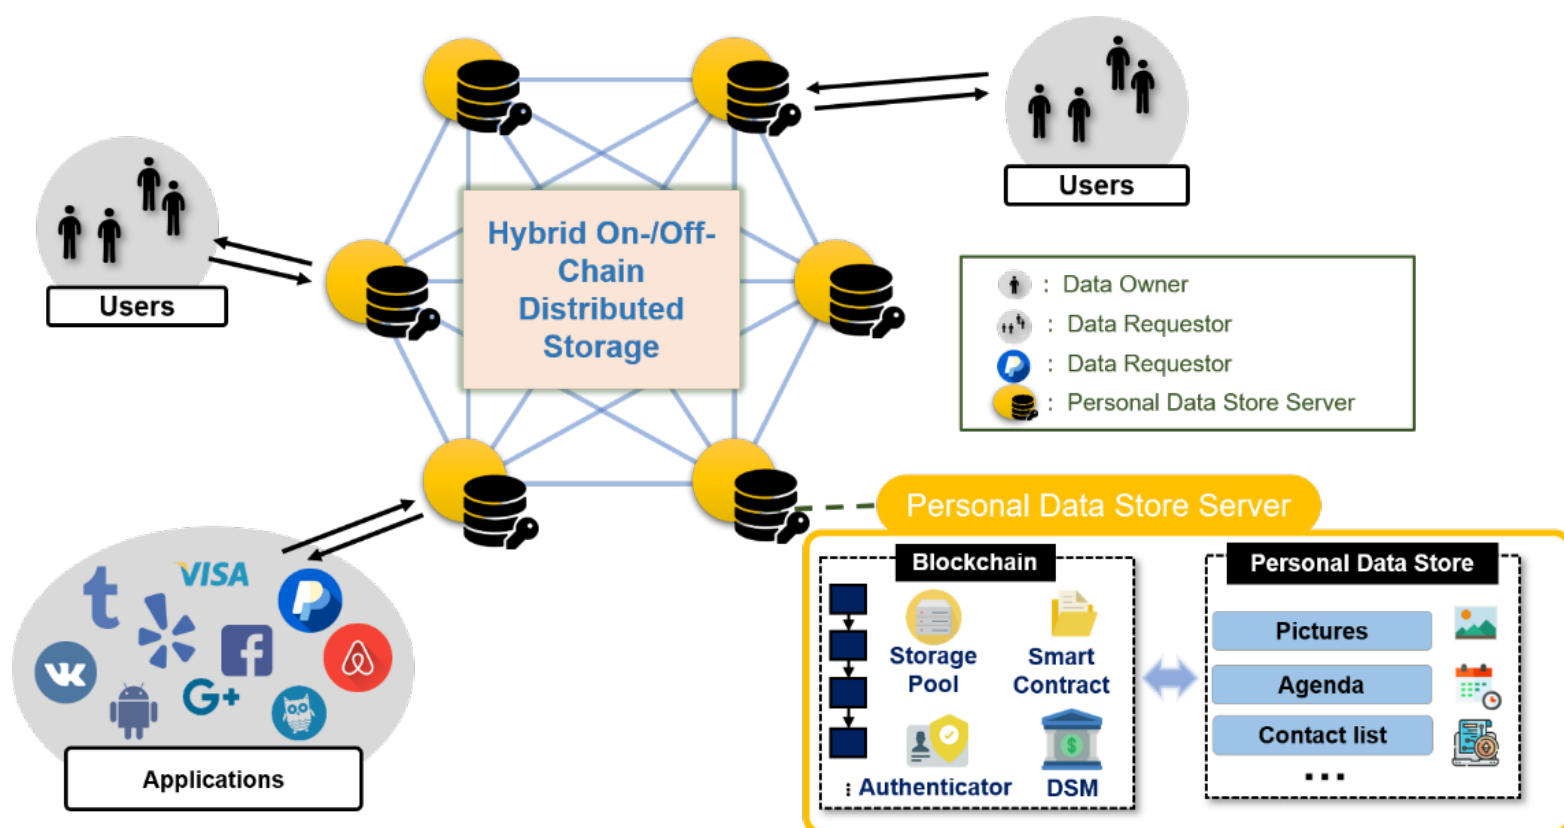 Users
Users
Hybrid On-/Off-
Chain
Distributed
Storage
: Data Owner
: Data Requestor
: Data Requestor
: Personal Data Store Server
Personal Data Store Server
VISA
t
f
VK
G+
Applications
Blockchain
Storage
Pool
Smart
Contract
Authenticator
$
DSM
Personal Data Store
Pictures
Agenda
Contact list
...